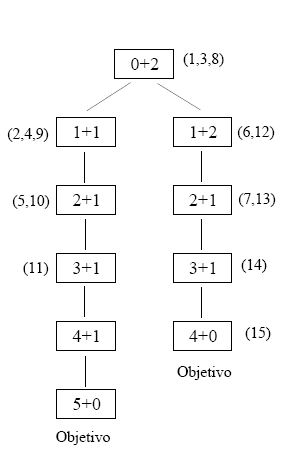 0+2 (1,3,8)
(2,4,9) 1+1 1+2 (6,12)
(5,10) 2+1 2+1 (7,13)
(11) 3+1 3+1 (14)
4+1 4+0 (15)
Objetivo
5+0
Objetivo